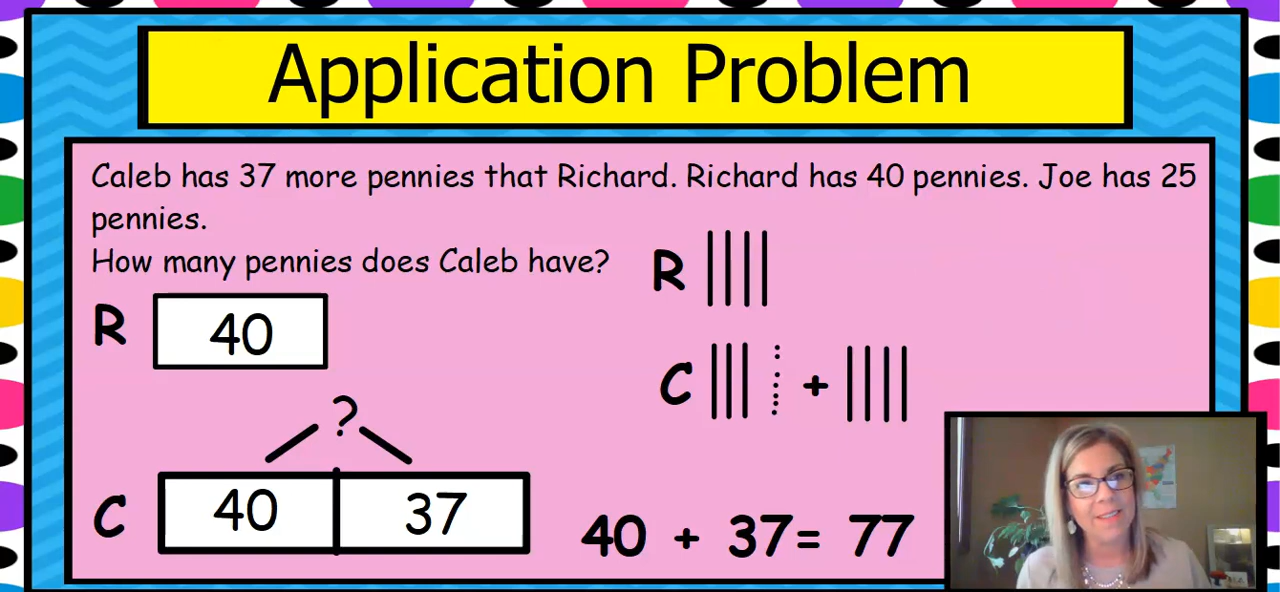 Application Problem
Caleb has 37 more pennies that Richard. Richard has 40 pennies. Joe has 25
pennies.
How many pennies does Caleb have?
R
R 40
?
C +
C 40 37
40 + 37= 77